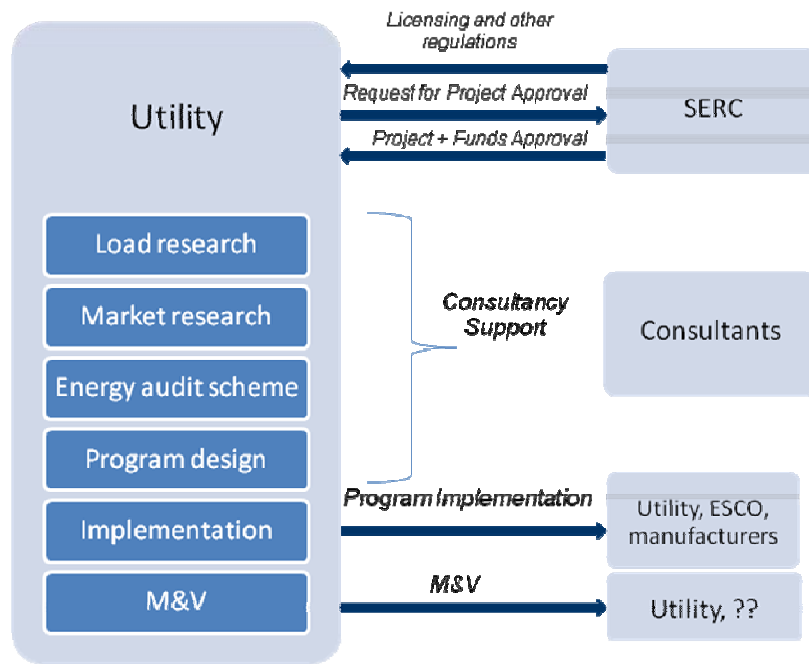 Licensing and other
regulations
Request for Project Approval
SERC
Utility
Project + Funds Approval
Load research
Market research
Consultancy
Support
Consultants
Energy audit scheme
Program design
Program Implementation
Implementation
Utility, ESCO,
manufacturers
M&V
M&V
Utility, ??